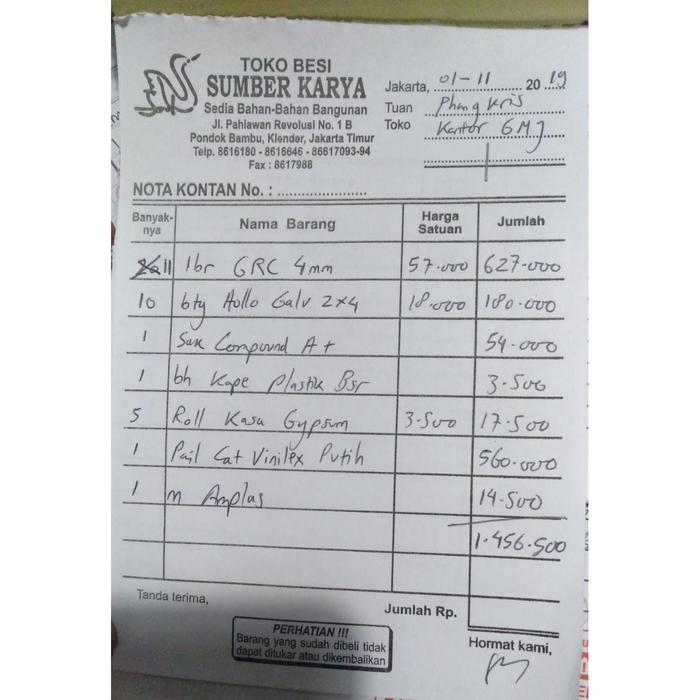 TOKO BESI
SUMBER KARYA
Sedia Bahan-Bahan Bangunan
Jl. Pahlawan Revolusi No. 1 B
Pondok Bambu, Klender, Jakarta Timur
Telp. 8616180 - 8616646 - 86617093-94
Fax : 8617988
Jakarta, 01-11 2019
Tuan Phang Kris
Toko Kantor GMJ
NOTA KONTAN No. : ........................
Banyak-nya Nama Barang Harga Satuan Jumlah
11 lbr GRC 4mm 57.000 627.000
10 btg Hollo Galv 2x4 18.000 180.000
1 Sak Compound A+ 54.000
1 bh Kape Plastik Bsr 3.500
5 Roll Kasa Gypsum 3.500 17.500
1 Pail Cat Vinilex Putih 560.000
1 m Amplas 14.500
1.456.500
Tanda terima,
Jumlah Rp.
PERHATIAN !!!
Barang yang sudah dibeli tidak
dapat ditukar atau dikembalikan
Hormat kami,